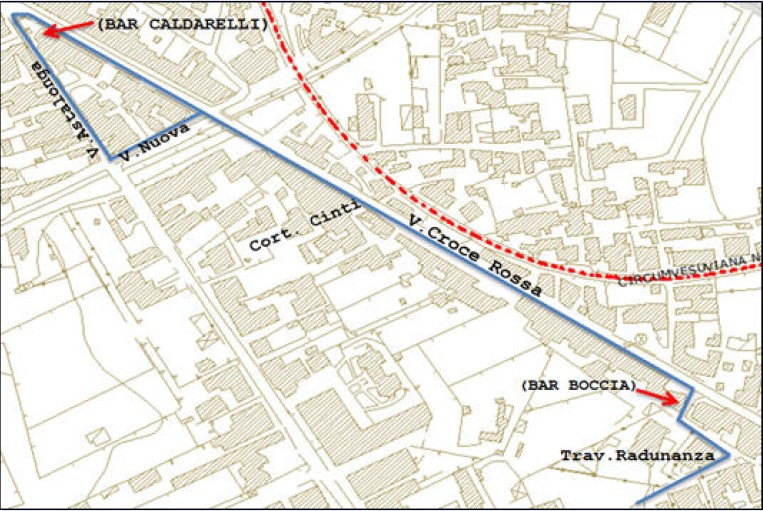 (BAR CALDARELLI)
V.Astalonga
V.Nuova
Cort. Cinti
V.Croce Rossa
CIRCUMVESUVIANA N
(BAR BOCCIA)
Trav.Radunanza